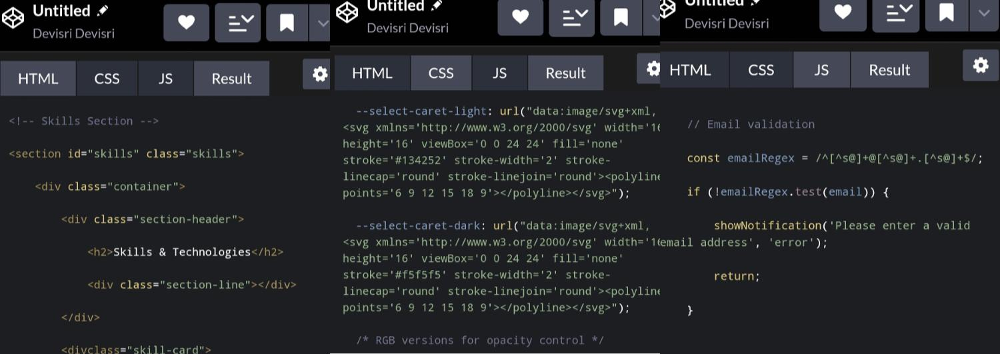 Untitled
Devisri Devisri
HTML CSS JS Result
<!-- Skills Section -->
<section id="skills" class="skills">
<div class="container">
<div class="section-header">
<h2>Skills & Technologies</h2>
<div class="section-line"></div>
</div>
<divclass="skill-card">
Untitled
Devisri Devisri
HTML CSS JS Result
--select-caret-light: url("data:image/svg+xml,
<svg xmlns='http://www.w3.org/2000/svg' width='16
height='16' viewBox='0 0 24 24' fill='none'
stroke='#134252' stroke-width='2' stroke-
linecap='round' stroke-linejoin='round'><polyline
points='6 9 12 15 18 9'></polyline></svg>");
--select-caret-dark: url("data:image/svg+xml,
<svg xmlns='http://www.w3.org/2000/svg' width='16
height='16' viewBox='0 0 24 24' fill='none'
stroke='#f5f5f5' stroke-width='2' stroke-
linecap='round' stroke-linejoin='round'><polyline
points='6 9 12 15 18 9'></polyline></svg>");
/* RGB versions for opacity control */
Untitled
Devisri Devisri
HTML CSS JS Result
// Email validation
const emailRegex = /^[^s@]+@[^s@]+.[^s@]+$/;
if (!emailRegex.test(email)) {
showNotification('Please enter a valid
email address', 'error');
return;
}